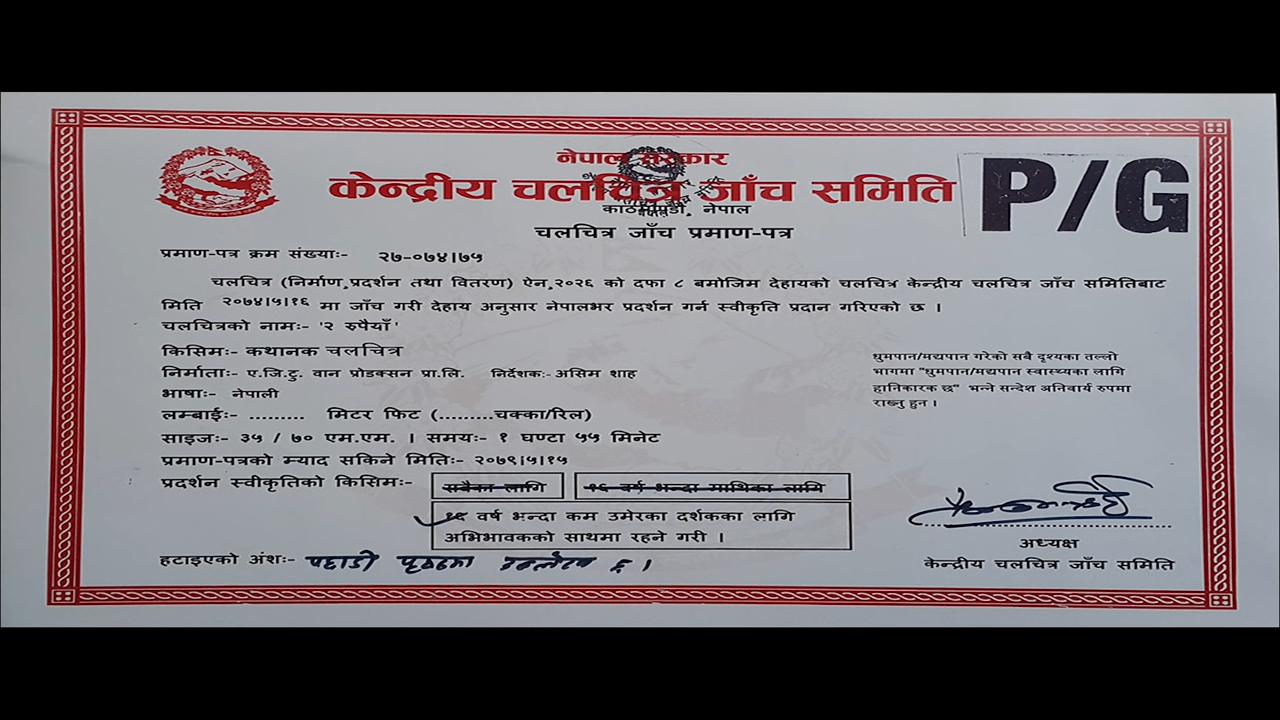 नेपाल सरकार
केन्द्रीय चलचित्र जाँच समिति
P/G
काठमाण्डौ, नेपाल
चलचित्र जाँच प्रमाण-पत्र
प्रमाण-पत्र क्रम संख्याः- २७-०७४।७५
चलचित्र (निर्माण,प्रदर्शन तथा वितरण) ऐन,२०२६ को दफा ८ बमोजिम देहायको चलचित्र केन्द्रीय चलचित्र जाँच समितिबाट
मिति २०७४।५।१६ मा जाँच गरी देहाय अनुसार नेपालभर प्रदर्शन गर्न स्वीकृति प्रदान गरिएको छ ।
चलचित्रको नामः- '२ रुपैयाँ'
किसिमः- कथानक चलचित्र
निर्माताः- ए.जि.टु. वान प्रोडक्सन प्रा.लि. निर्देशकः- असिम शाह
भाषाः- नेपाली
लम्बाईः- ......... मिटर फिट (........चक्का/रिल)
साइजः- ३५ / ७० एम.एम. । समयः- १ घण्टा ५५ मिनेट
प्रमाण-पत्रको म्याद सकिने मितिः- २०७९।५।१५
प्रदर्शन स्वीकृतिको किसिमः- सबैका लागि १६ वर्ष भन्दा माथिका लागि
१६ वर्ष भन्दा कम उमेरका दर्शकका लागि
अभिभावकको साथमा रहने गरी ।
हटाइएको अंशः- छ ।
धुमपान/मद्यपान गरेको सबै दृश्यका तल्लो
भागमा "धुमपान/मद्यपान स्वास्थ्यका लागि
हानिकारक छ" भन्ने सन्देश अनिवार्य रुपमा
राख्नु हुन ।
अध्यक्ष
केन्द्रीय चलचित्र जाँच समिति